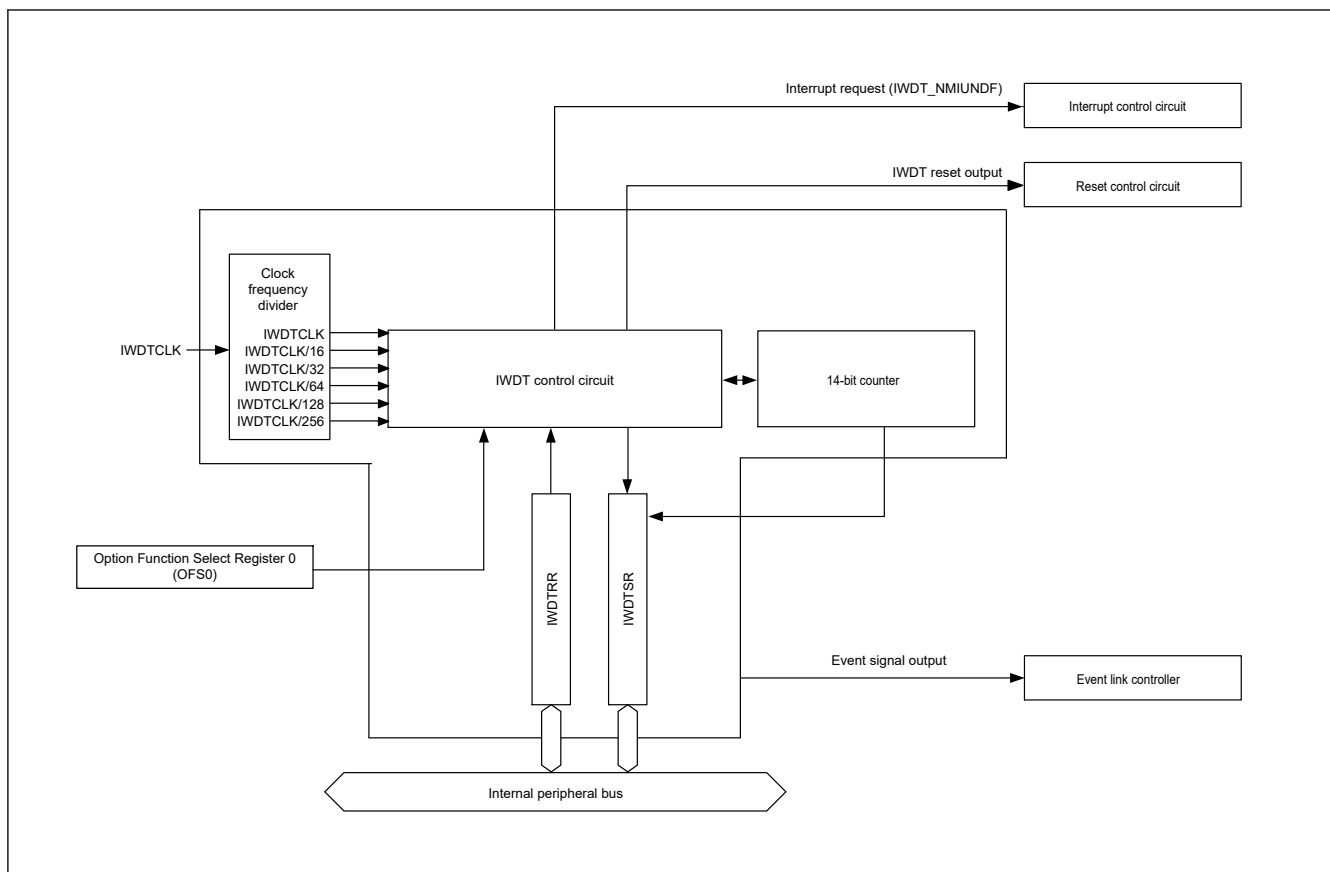 Interrupt request (IWDT_NMIUNDF)
Interrupt control circuit
IWDT reset output
Reset control circuit
Clock
frequency
divider
IWDTCLK
IWDTCLK
IWDTCLK/16
IWDTCLK/32
IWDTCLK/64
IWDTCLK/128
IWDTCLK/256
IWDT control circuit
14-bit counter
Option Function Select Register 0
(OFS0)
IWDTRR
IWDTSR
Event signal output
Event link controller
Internal peripheral bus